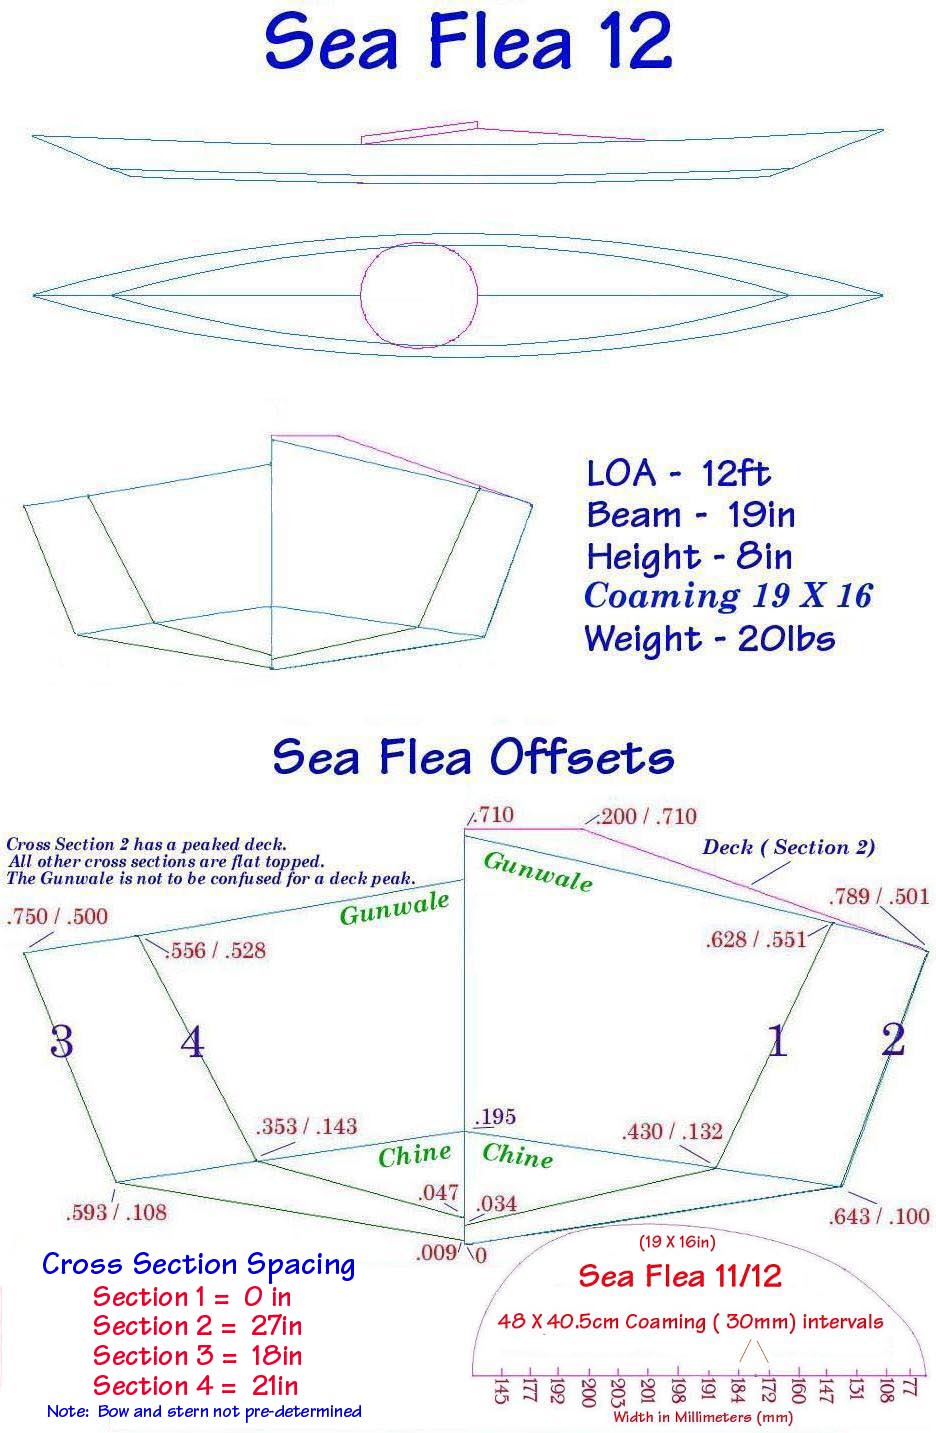 Sea Flea 12
LOA - 12ft
Beam - 19in
Height - 8in
Coaming 19 X 16
Weight - 20lbs
Sea Flea Offsets
.710
.200 / .710
Cross Section 2 has a peaked deck.
All other cross sections are flat topped.
The Gunwale is not to be confused for a deck peak.
Deck ( Section 2)
Gunwale
Gunwale
.789 / .501
.750 / .500
.556 / .528
.628 / .551
3
4
1
2
.195
.353 / .143
.430 / .132
Chine
Chine
.047
.034
.593 / .108
.643 / .100
.009
0
Cross Section Spacing
Section 1 = 0 in
Section 2 = 27in
Section 3 = 18in
Section 4 = 21in
Note: Bow and stern not pre-determined
(19 X 16in)
Sea Flea 11/12
48 X 40.5cm Coaming ( 30mm) intervals
145 177 192 200 203 201 198 191 184 172 160 147 131 108 77
Width in Millimeters (mm)